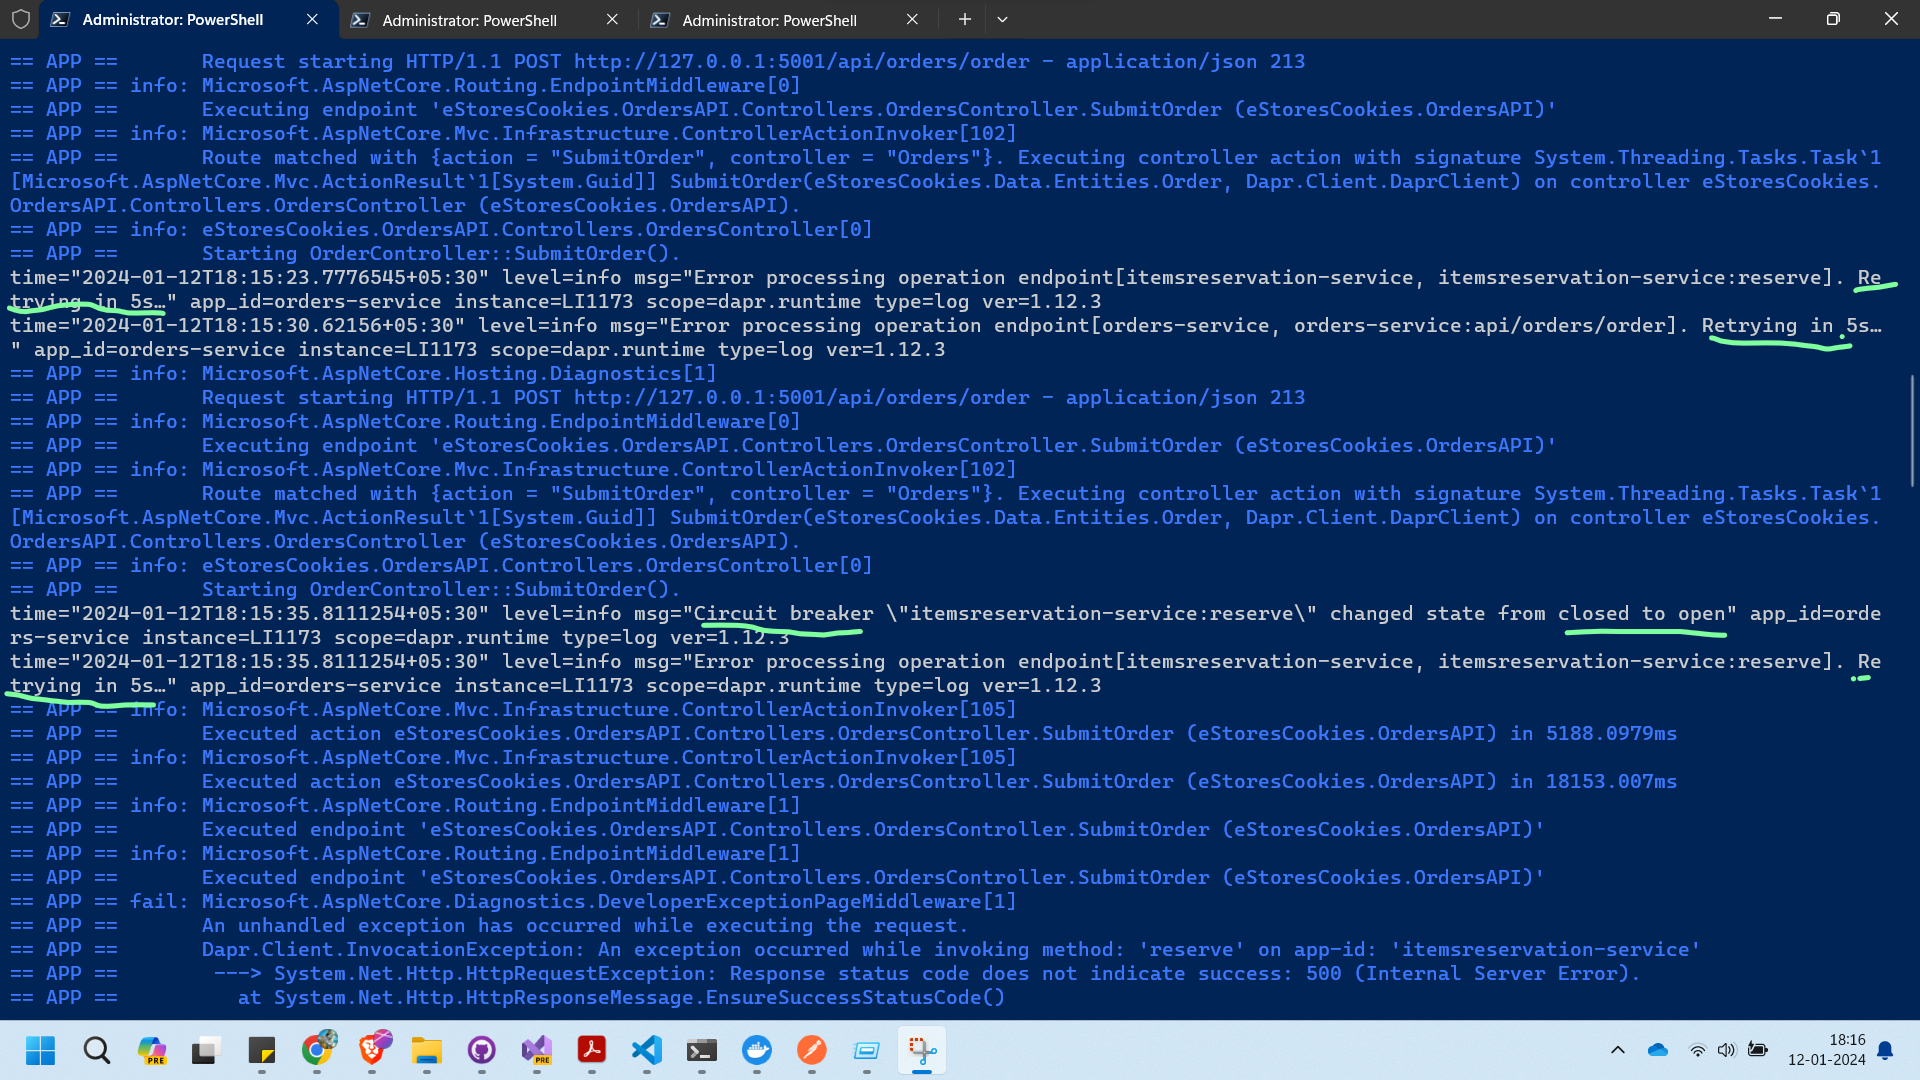 Administrator: PowerShell
Administrator: PowerShell
Administrator: PowerShell
== APP ==       Request starting HTTP/1.1 POST http://127.0.0.1:5001/api/orders/order - application/json 213
== APP == info: Microsoft.AspNetCore.Routing.EndpointMiddleware[0]
== APP ==       Executing endpoint 'eStoresCookies.OrdersAPI.Controllers.OrdersController.SubmitOrder (eStoresCookies.OrdersAPI)'
== APP == info: Microsoft.AspNetCore.Mvc.Infrastructure.ControllerActionInvoker[102]
== APP ==       Route matched with {action = "SubmitOrder", controller = "Orders"}. Executing controller action with signature System.Threading.Tasks.Task`1
[Microsoft.AspNetCore.Mvc.ActionResult`1[System.Guid]] SubmitOrder(eStoresCookies.Data.Entities.Order, Dapr.Client.DaprClient) on controller eStoresCookies.
OrdersAPI.Controllers.OrdersController (eStoresCookies.OrdersAPI).
== APP == info: eStoresCookies.OrdersAPI.Controllers.OrdersController[0]
== APP ==       Starting OrderController::SubmitOrder().
time="2024-01-12T18:15:23.7776545+05:30" level=info msg="Error processing operation endpoint[itemsreservation-service, itemsreservation-service:reserve]. Re
trying in 5s…" app_id=orders-service instance=LI1173 scope=dapr.runtime type=log ver=1.12.3
time="2024-01-12T18:15:30.62156+05:30" level=info msg="Error processing operation endpoint[orders-service, orders-service:api/orders/order]. Retrying in 5s…
" app_id=orders-service instance=LI1173 scope=dapr.runtime type=log ver=1.12.3
== APP == info: Microsoft.AspNetCore.Hosting.Diagnostics[1]
== APP ==       Request starting HTTP/1.1 POST http://127.0.0.1:5001/api/orders/order - application/json 213
== APP == info: Microsoft.AspNetCore.Routing.EndpointMiddleware[0]
== APP ==       Executing endpoint 'eStoresCookies.OrdersAPI.Controllers.OrdersController.SubmitOrder (eStoresCookies.OrdersAPI)'
== APP == info: Microsoft.AspNetCore.Mvc.Infrastructure.ControllerActionInvoker[102]
== APP ==       Route matched with {action = "SubmitOrder", controller = "Orders"}. Executing controller action with signature System.Threading.Tasks.Task`1
[Microsoft.AspNetCore.Mvc.ActionResult`1[System.Guid]] SubmitOrder(eStoresCookies.Data.Entities.Order, Dapr.Client.DaprClient) on controller eStoresCookies.
OrdersAPI.Controllers.OrdersController (eStoresCookies.OrdersAPI).
== APP == info: eStoresCookies.OrdersAPI.Controllers.OrdersController[0]
== APP ==       Starting OrderController::SubmitOrder().
time="2024-01-12T18:15:35.8111254+05:30" level=info msg="Circuit breaker \"itemsreservation-service:reserve\" changed state from closed to open" app_id=orde
rs-service instance=LI1173 scope=dapr.runtime type=log ver=1.12.3
time="2024-01-12T18:15:35.8111254+05:30" level=info msg="Error processing operation endpoint[itemsreservation-service, itemsreservation-service:reserve]. Re
trying in 5s…" app_id=orders-service instance=LI1173 scope=dapr.runtime type=log ver=1.12.3
== APP == info: Microsoft.AspNetCore.Mvc.Infrastructure.ControllerActionInvoker[105]
== APP ==       Executed action eStoresCookies.OrdersAPI.Controllers.OrdersController.SubmitOrder (eStoresCookies.OrdersAPI) in 5188.0979ms
== APP == info: Microsoft.AspNetCore.Mvc.Infrastructure.ControllerActionInvoker[105]
== APP ==       Executed action eStoresCookies.OrdersAPI.Controllers.OrdersController.SubmitOrder (eStoresCookies.OrdersAPI) in 18153.007ms
== APP == info: Microsoft.AspNetCore.Routing.EndpointMiddleware[1]
== APP ==       Executed endpoint 'eStoresCookies.OrdersAPI.Controllers.OrdersController.SubmitOrder (eStoresCookies.OrdersAPI)'
== APP == info: Microsoft.AspNetCore.Routing.EndpointMiddleware[1]
== APP ==       Executed endpoint 'eStoresCookies.OrdersAPI.Controllers.OrdersController.SubmitOrder (eStoresCookies.OrdersAPI)'
== APP == fail: Microsoft.AspNetCore.Diagnostics.DeveloperExceptionPageMiddleware[1]
== APP ==       An unhandled exception has occurred while executing the request.
== APP ==       Dapr.Client.InvocationException: An exception occurred while invoking method: 'reserve' on app-id: 'itemsreservation-service'
== APP ==        ---> System.Net.Http.HttpRequestException: Response status code does not indicate success: 500 (Internal Server Error).
== APP ==          at System.Net.Http.HttpResponseMessage.EnsureSuccessStatusCode()
PRE
PRE
18:16
12-01-2024